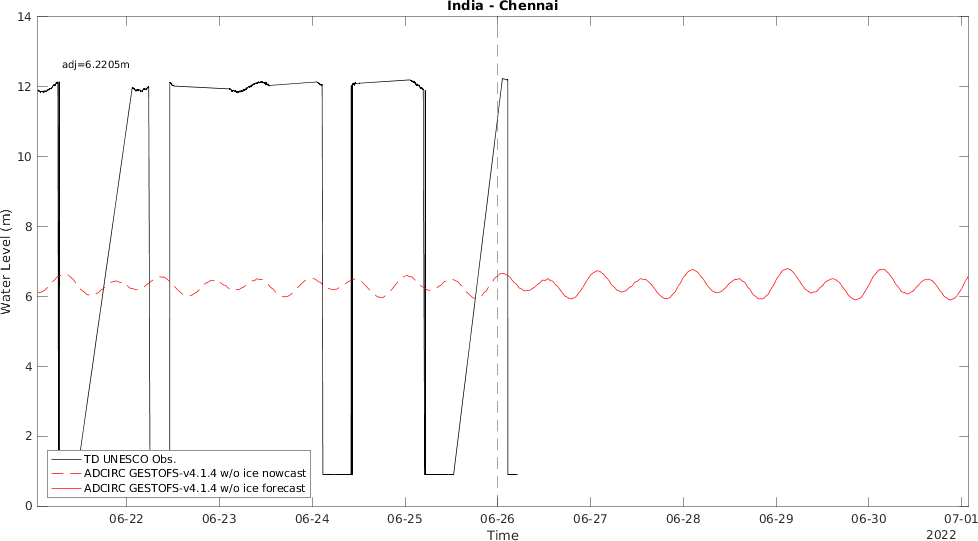 India - Chennai
adj=6.2205m
14
12
10
8
6
4
2
0
Water Level (m)
TD UNESCO Obs.
ADCIRC GESTOFS-v4.1.4 w/o ice nowcast
ADCIRC GESTOFS-v4.1.4 w/o ice forecast
06-22 06-23 06-24 06-25 06-26 06-27 06-28 06-29 06-30 07-01
Time
2022